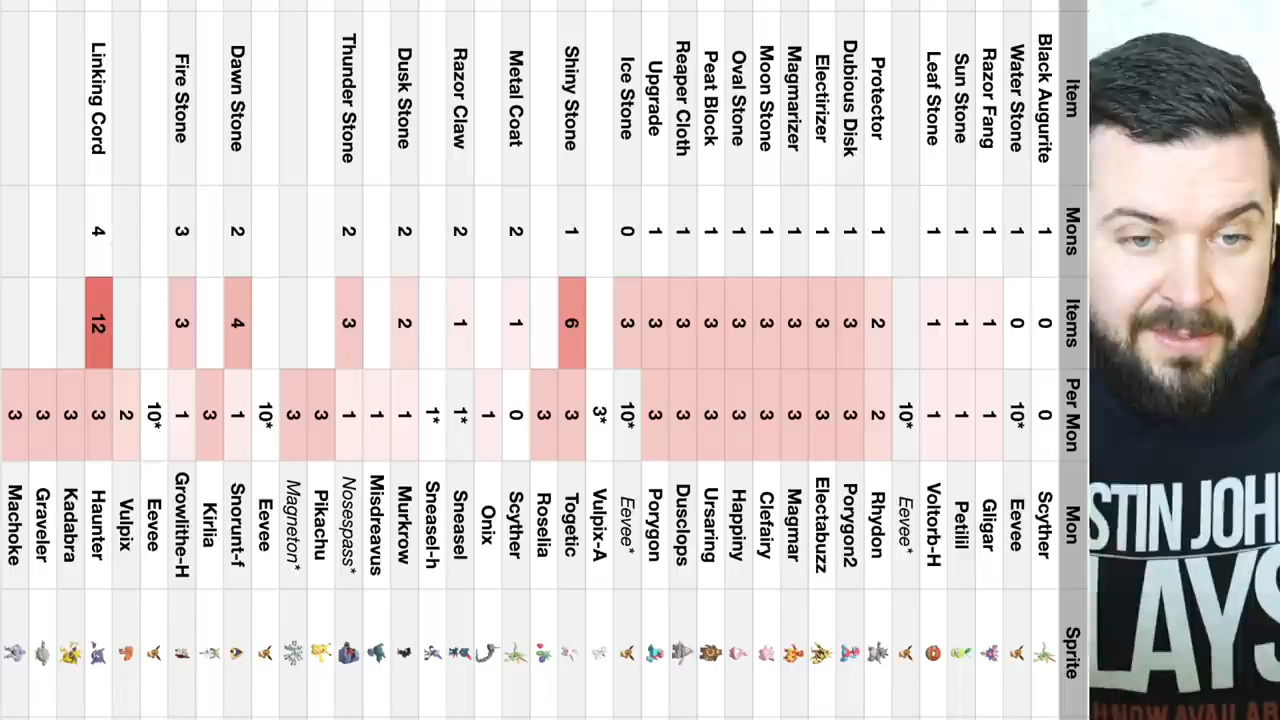 Item Mons Items Per Mon Mon Sprite
Black Augurite 1 0 0 Scyther
Water Stone 1 0 10* Eevee
Razor Fang 1 1 1 Gligar
Sun Stone 1 1 1 Petilil
Leaf Stone 1 1 1 Voltorb-H
10* Eevee*
Protector 1 2 2 Rhydon
Dubious Disk 1 3 3 Porygon2
Electirizer 1 3 3 Electabuzz
Magmarizer 1 3 3 Magmar
Moon Stone 1 3 3 Clefairy
Oval Stone 1 3 3 Happiny
Peat Block 1 3 3 Ursaring
Reaper Cloth 1 3 3 Dusclops
Upgrade 1 3 3 Porygon
Ice Stone 0 3 10* Eevee*
3* Vulpix-A
Shiny Stone 1 6 3 Togetic
3 Roselia
Metal Coat 2 1 0 Scyther
1 Onix
Razor Claw 2 1 1* Sneasel
1* Sneasel-h
Dusk Stone 2 2 1 Murkrow
1 Misdreavus
Thunder Stone 2 3 1 Nosespass*
3 Pikachu
3 Magneton*
10* Eevee
Dawn Stone 2 4 1 Snorunt-f
3 Kirlia
Fire Stone 3 3 1 Growlithe-H
10* Eevee
2 Vulpix
Linking Cord 4 12 3 Haunter
3 Kadabra
3 Graveler
3 Machoke
STIN JOH
LAYS